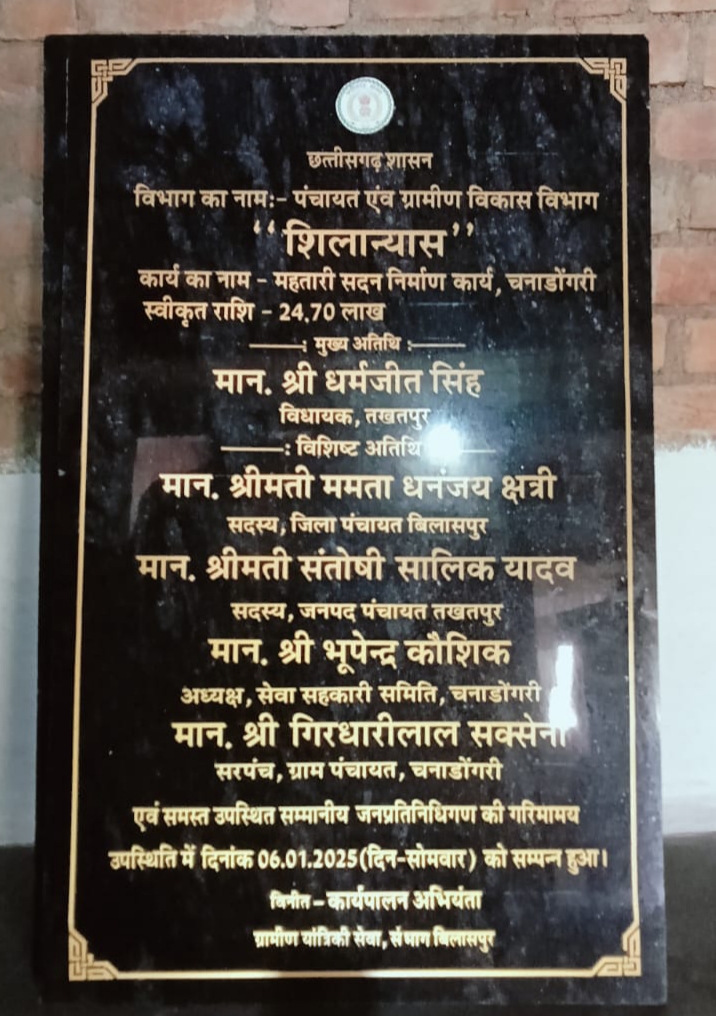 छत्तीसगढ़ शासन
विभाग का नाम:- पंचायत एंव ग्रामीण विकास विभाग
‘‘शिलान्यास’’
कार्य का नाम - महतारी सदन निर्माण कार्य, चनाडोंगरी
स्वीकृत राशि - 24.70 लाख
——: मुख्य अतिथि :——
मान. श्री धर्मजीत सिंह
विधायक, तखतपुर
——: विशिष्ट अतिथि
मान. श्रीमती ममता धनंजय क्षत्री
सदस्य, जिला पंचायत बिलासपुर
मान. श्रीमती संतोषी सालिक यादव
सदस्य, जनपद पंचायत तखतपुर
मान. श्री भूपेन्द्र कौशिक
अध्यक्ष, सेवा सहकारी समिति, चनाडोंगरी
मान. श्री गिरधारीलाल सक्सेना
सरपंच, ग्राम पंचायत, चनाडोंगरी
एवं समस्त उपस्थित सम्मानीय जनप्रतिनिधिगण की गरिमामय
उपस्थिति में दिनांक 06.01.2025(दिन-सोमवार) को सम्पन्न हुआ।
विनीत - कार्यपालन अभियंता
ग्रामीण यांत्रिकी सेवा, संभाग बिलासपुर